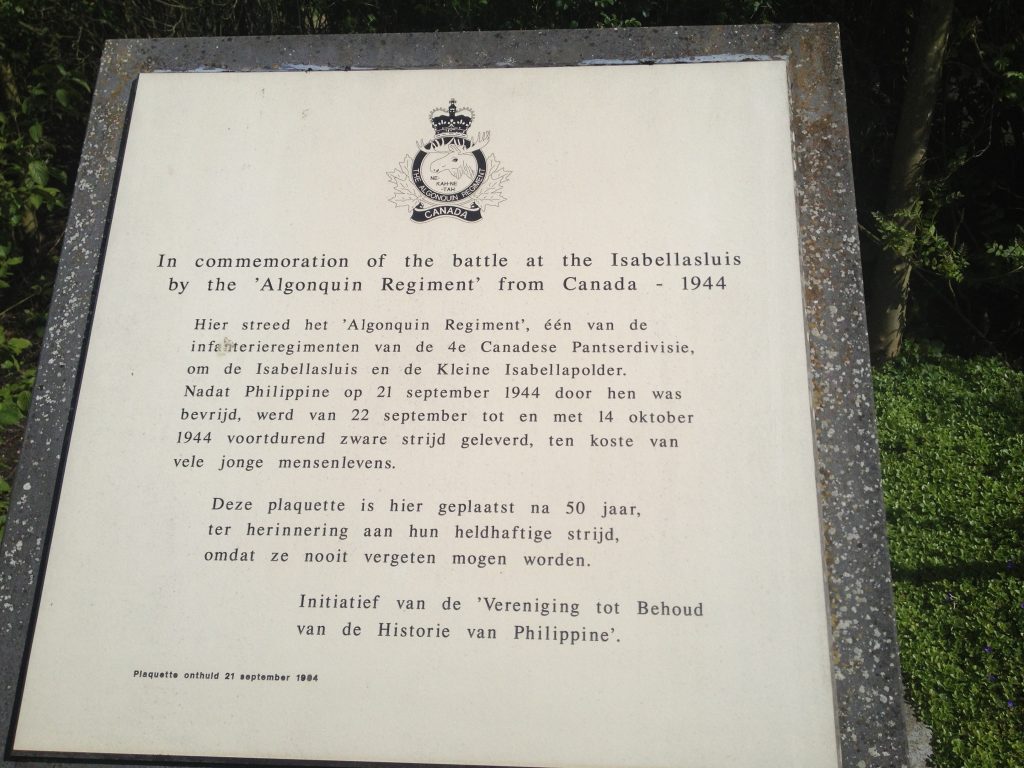 NE-
KAH-NE
-TAH
THE ALGONQUIN REGIMENT
CANADA
In commemoration of the battle at the Isabellasluis
by the 'Algonquin Regiment' from Canada - 1944
Hier streed het 'Algonquin Regiment', één van de
infanterieregimenten van de 4e Canadese Pantserdivisie,
om de Isabellasluis en de Kleine Isabellapolder.
Nadat Philippine op 21 september 1944 door hen was
bevrijd, werd van 22 september tot en met 14 oktober
1944 voortdurend zware strijd geleverd, ten koste van
vele jonge mensenlevens.
Deze plaquette is hier geplaatst na 50 jaar,
ter herinnering aan hun heldhaftige strijd,
omdat ze nooit vergeten mogen worden.
Initiatief van de 'Vereniging tot Behoud
van de Historie van Philippine'.
Plaquette onthuld 21 september 1994